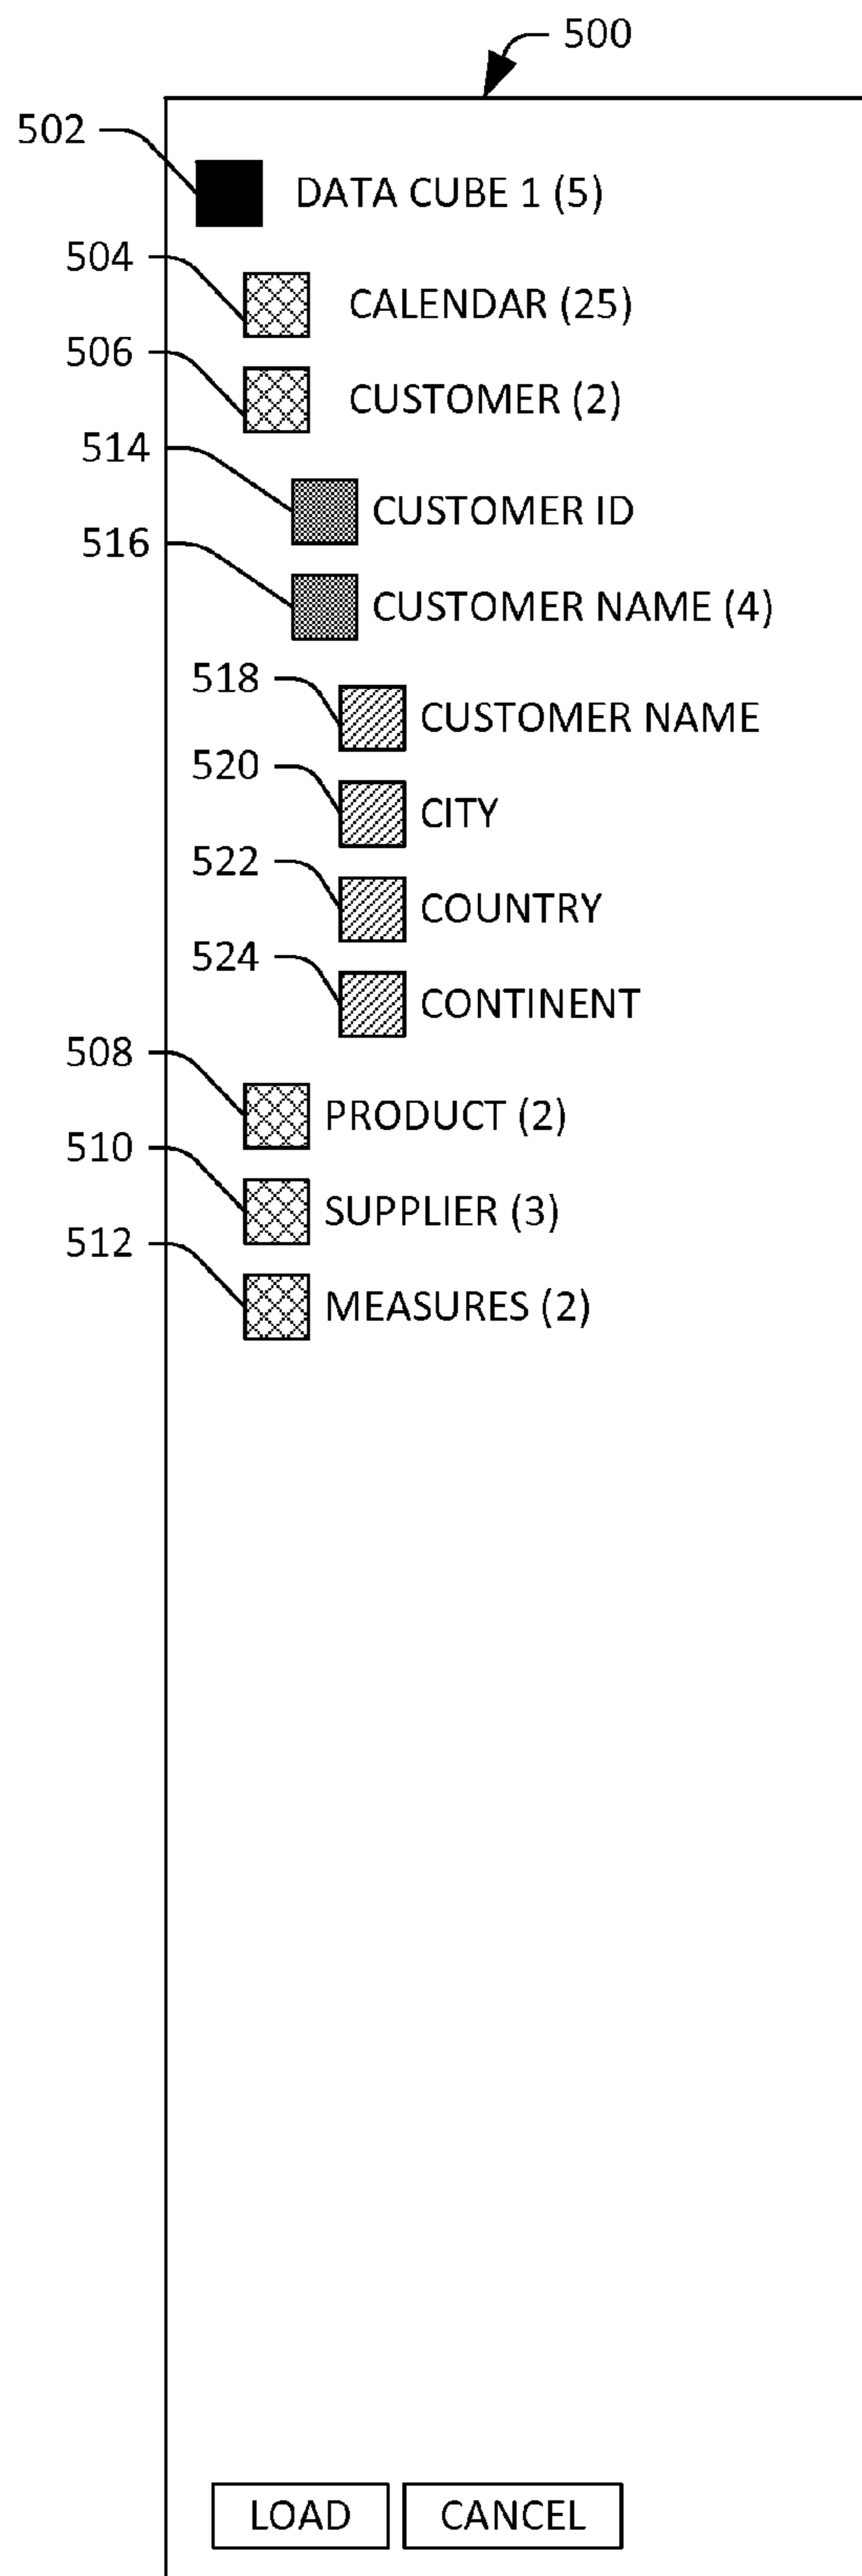 500
502
DATA CUBE 1 (5)
504
CALENDAR (25)
506
CUSTOMER (2)
514
CUSTOMER ID
516
CUSTOMER NAME (4)
518
CUSTOMER NAME
520
CITY
522
COUNTRY
524
CONTINENT
508
PRODUCT (2)
510
SUPPLIER (3)
512
MEASURES (2)
LOAD CANCEL